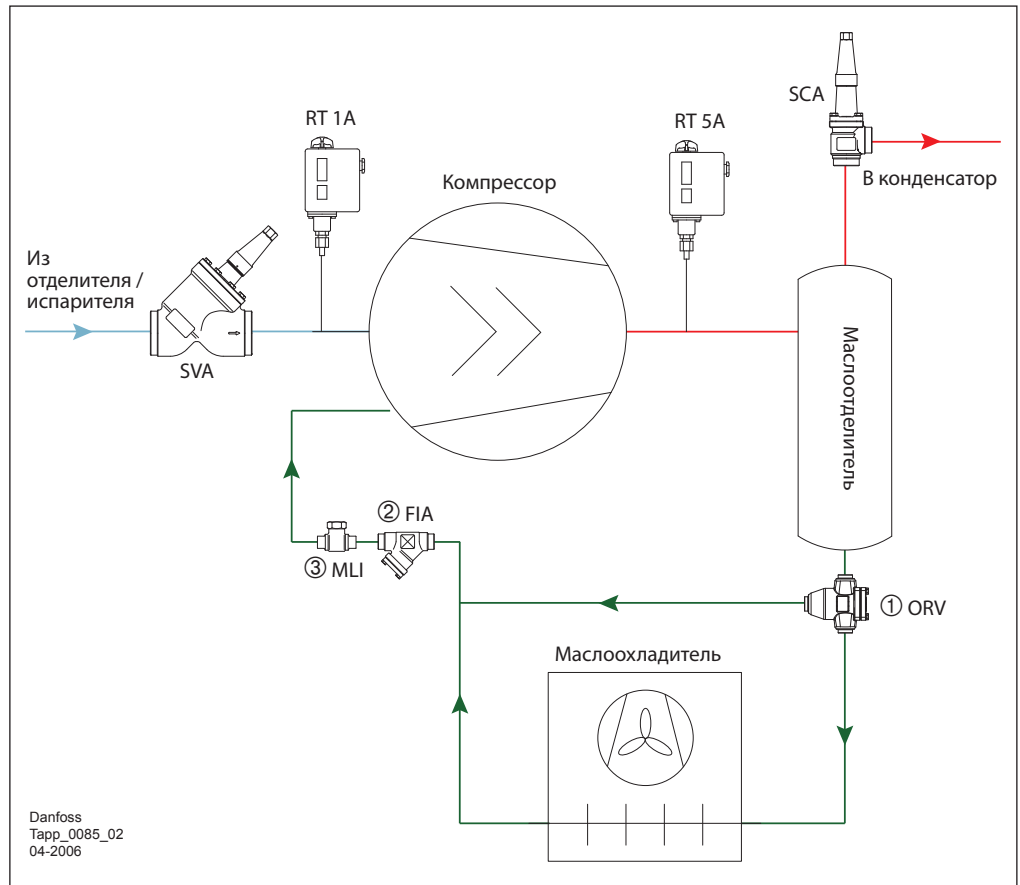 SCA
RT 1A
RT 5A
В конденсатор
Компрессор
Из
отделителя /
испарителя
SVA
Маслоотделитель
② FIA
③ MLI
① ORV
Маслоохладитель
Danfoss
Tapp_0085_02
04-2006